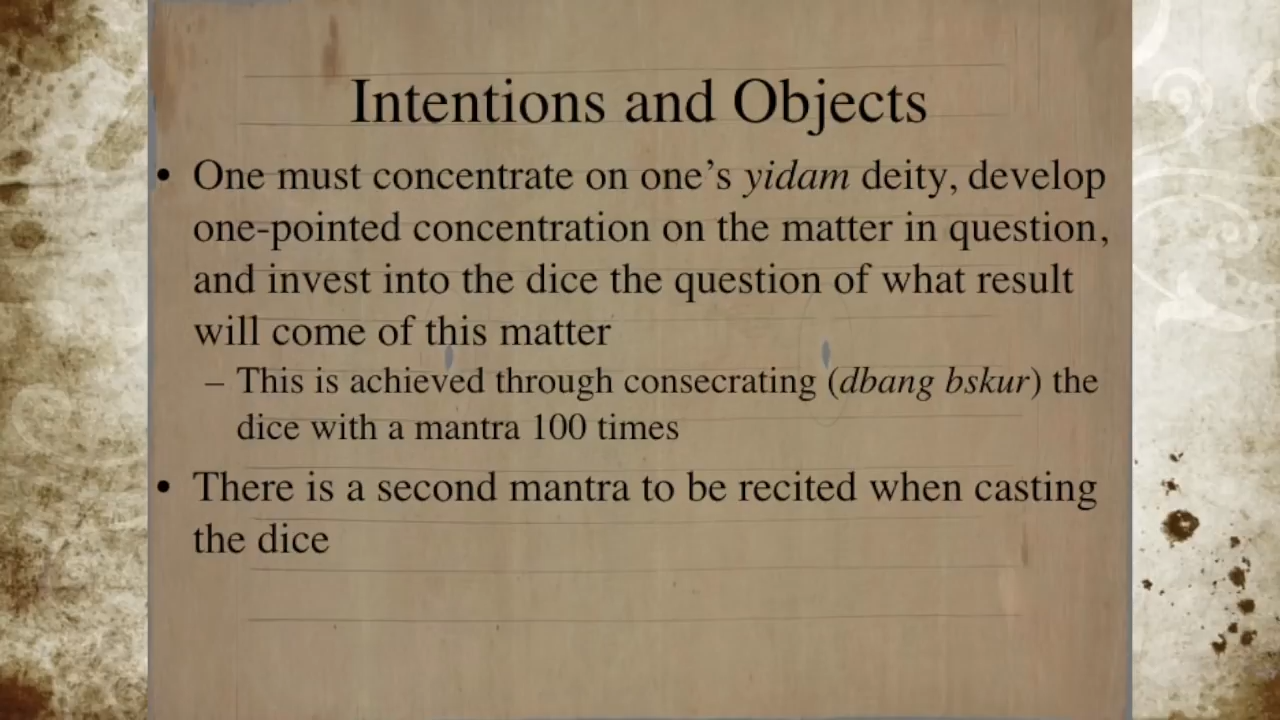 Intentions and Objects
• One must concentrate on one’s yidam deity, develop
one-pointed concentration on the matter in question,
and invest into the dice the question of what result
will come of this matter
– This is achieved through consecrating (dbang bskur) the
dice with a mantra 100 times
• There is a second mantra to be recited when casting
the dice